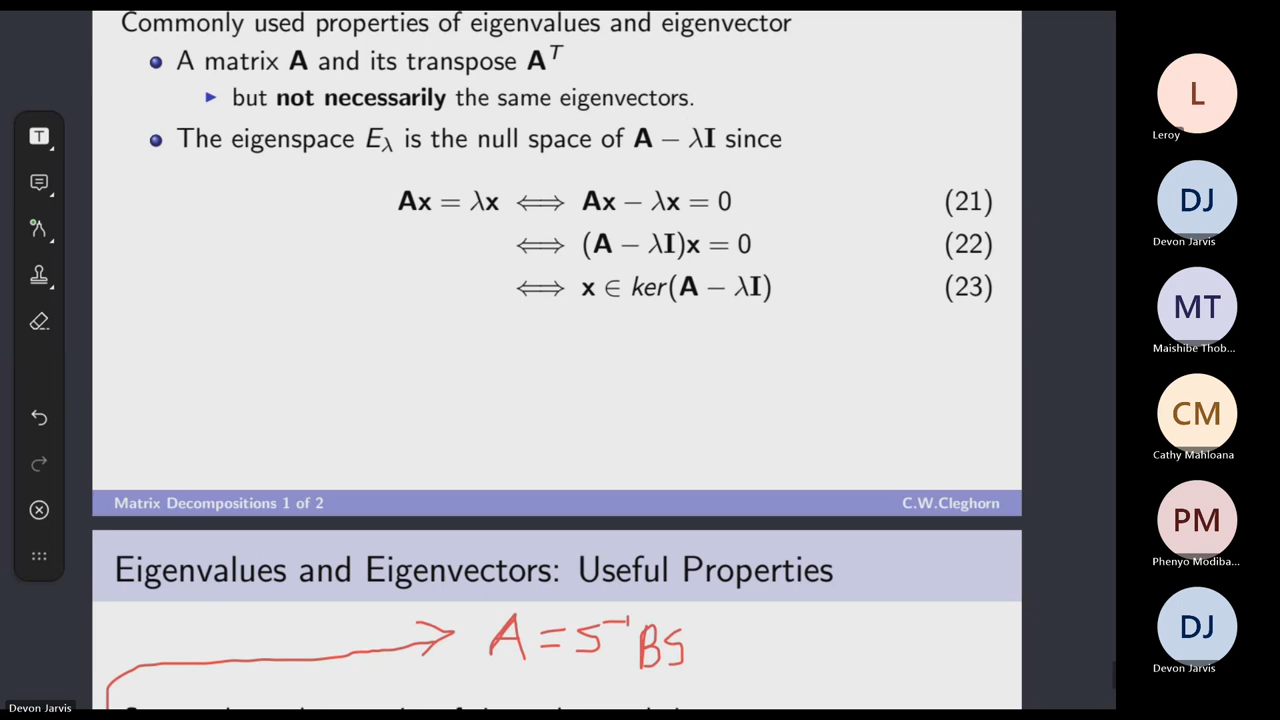 Commonly used properties of eigenvalues and eigenvector
A matrix A and its transpose A^T
but not necessarily the same eigenvectors.
The eigenspace E_λ is the null space of A − λI since
Ax = λx ⟺ Ax − λx = 0 (21)
⟺ (A − λI)x = 0 (22)
⟺ x ∈ ker(A − λI) (23)
Matrix Decompositions 1 of 2 C.W.Cleghorn
Eigenvalues and Eigenvectors: Useful Properties
A = S⁻¹BS
Devon Jarvis
T
L
Leroy
DJ
Devon Jarvis
MT
Maishibe Thob...
CM
Cathy Mahloana
PM
Phenyo Modiba...
DJ
Devon Jarvis